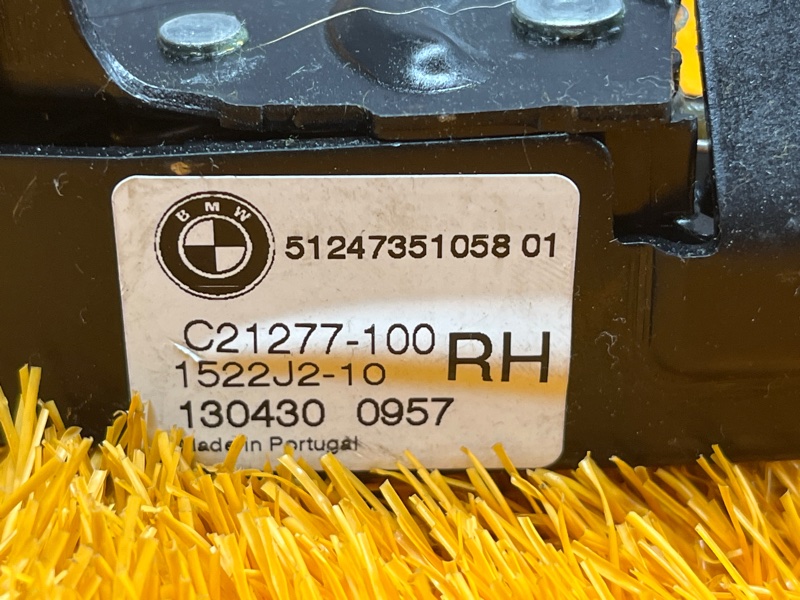 BMW
51247351058 01
C21277-100
RH
1522J2-10
130430 0957
Made in Portugal